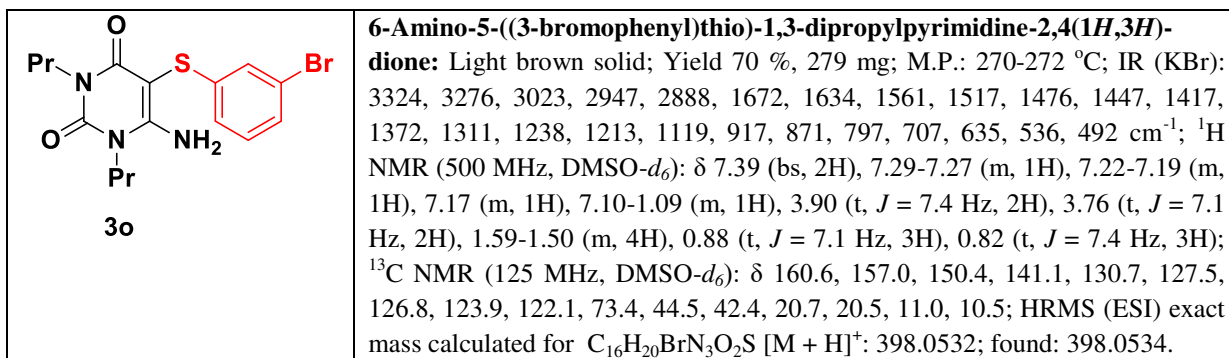 O
Pr
N
S
Br
O
N
NH2
Pr
3o
6-Amino-5-((3-bromophenyl)thio)-1,3-dipropylpyrimidine-2,4(1H,3H)-
dione: Light brown solid; Yield 70 %, 279 mg; M.P.: 270-272 °C; IR (KBr):
3324, 3276, 3023, 2947, 2888, 1672, 1634, 1561, 1517, 1476, 1447, 1417,
1372, 1311, 1238, 1213, 1119, 917, 871, 797, 707, 635, 536, 492 cm-1; 1H
NMR (500 MHz, DMSO-d6): δ 7.39 (bs, 2H), 7.29-7.27 (m, 1H), 7.22-7.19 (m,
1H), 7.17 (m, 1H), 7.10-1.09 (m, 1H), 3.90 (t, J = 7.4 Hz, 2H), 3.76 (t, J = 7.1
Hz, 2H), 1.59-1.50 (m, 4H), 0.88 (t, J = 7.1 Hz, 3H), 0.82 (t, J = 7.4 Hz, 3H);
13C NMR (125 MHz, DMSO-d6): δ 160.6, 157.0, 150.4, 141.1, 130.7, 127.5,
126.8, 123.9, 122.1, 73.4, 44.5, 42.4, 20.7, 20.5, 11.0, 10.5; HRMS (ESI) exact
mass calculated for C16H20BrN3O2S [M + H]+: 398.0532; found: 398.0534.